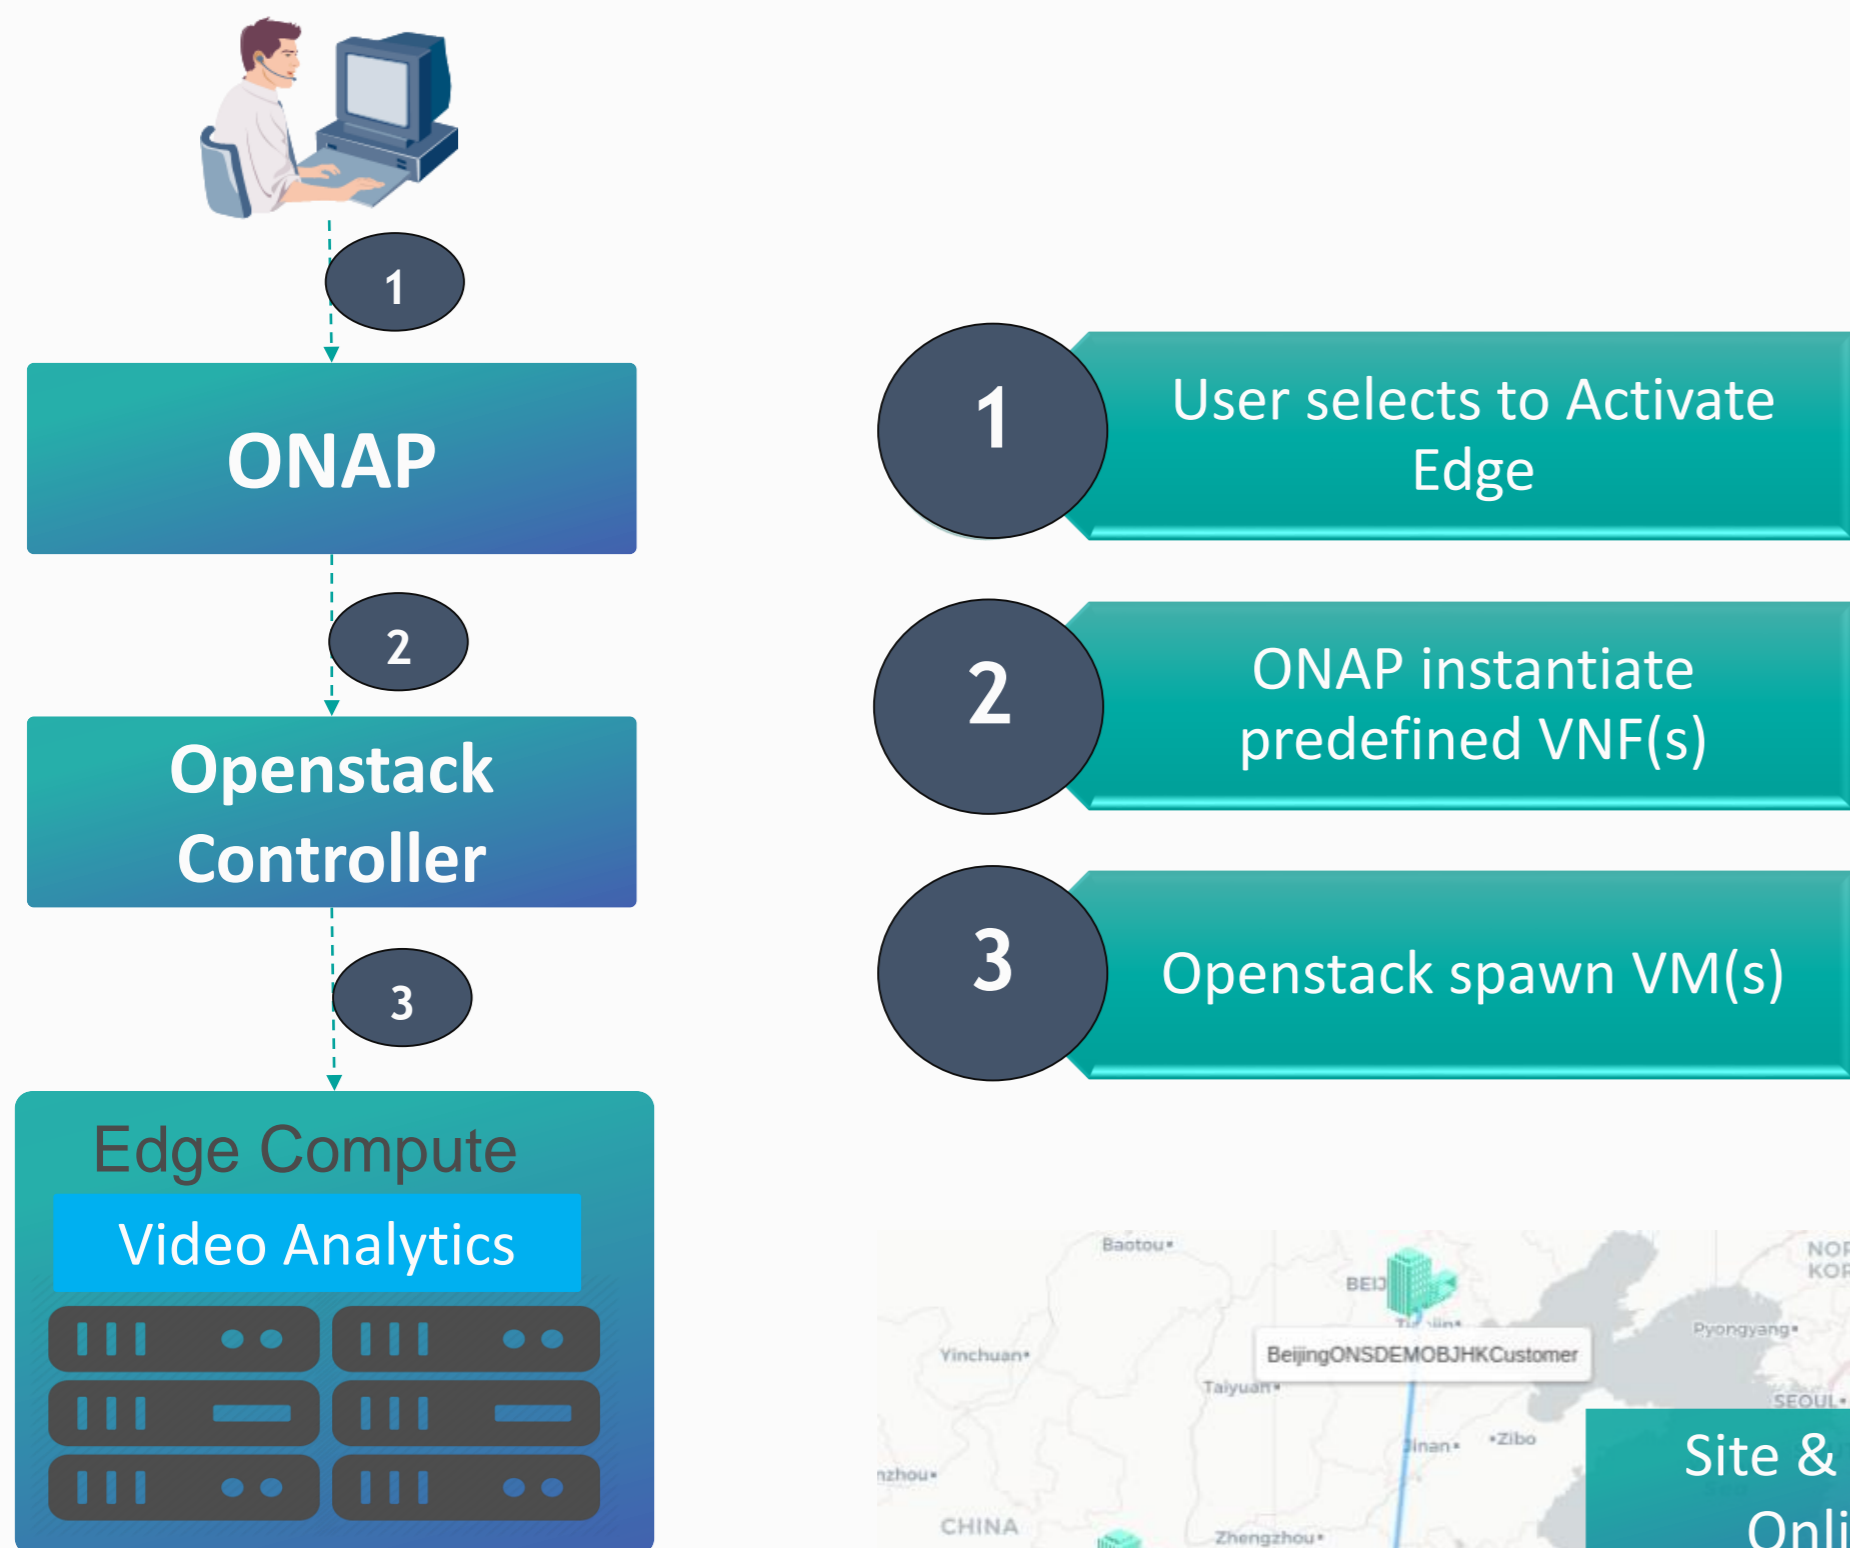 1
ONAP
2
Openstack
Controller
3
Edge Compute
Video Analytics
1
User selects to Activate
Edge
2
ONAP instantiate
predefined VNF(s)
3
Openstack spawn VM(s)
Baotou
BeijingONSDEMOBJHKCustomer
Pyongyang
Yinchuan
Taiyuan
SEOUL
Jinan
Zibo
Site &
CHINA
Zhengzhou